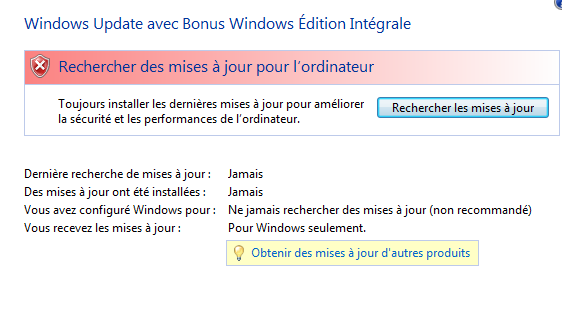 Windows Update avec Bonus Windows Édition Intégrale
Rechercher des mises à jour pour l'ordinateur
Toujours installer les dernières mises à jour pour améliorer
la sécurité et les performances de l'ordinateur.
Rechercher les mises à jour
Dernière recherche de mises à jour : Jamais
Des mises à jour ont été installées : Jamais
Vous avez configuré Windows pour : Ne jamais rechercher des mises à jour (non recommandé)
Vous recevez les mises à jour : Pour Windows seulement.
Obtenir des mises à jour d'autres produits